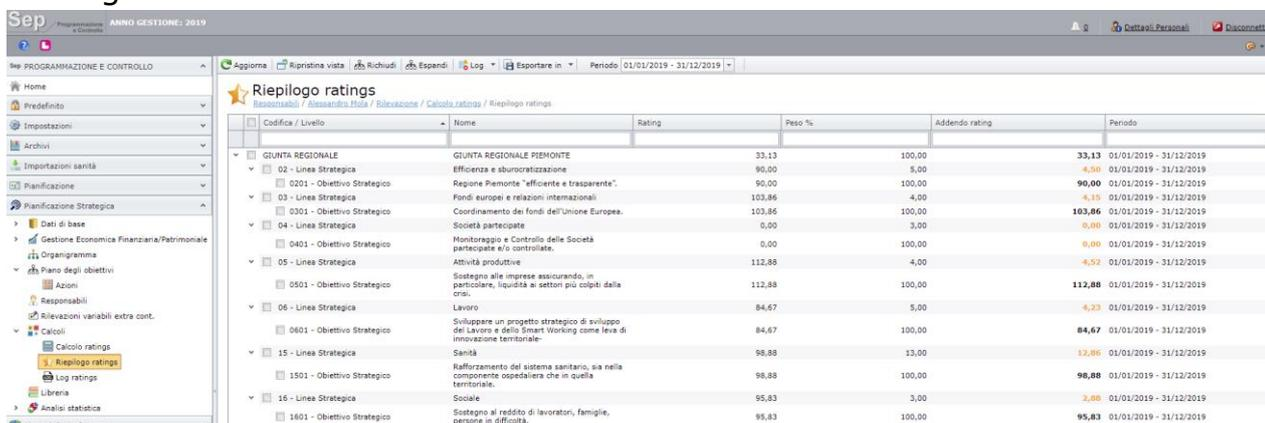 Sep Programmazione e Controllo ANNO GESTIONE: 2019
0 Dettagli Personali Disconnett
Sep PROGRAMMAZIONE E CONTROLLO
Aggiorna Ripristina vista Richiudi Espandi Log Esportare in Periodo 01/01/2019 - 31/12/2019
Home
Predefinito
Impostazioni
Archivi
Importazioni sanità
Pianificazione
Pianificazione Strategica
Dati di base
Gestione Economica Finanziaria/Patrimoniale
Organigramma
Piano degli obiettivi
Azioni
Responsabili
Rilevazioni variabili extra cont.
Calcoli
Calcolo ratings
Riepilogo ratings
Log ratings
Libreria
Analisi statistica
Riepilogo ratings
Responsabili / Alessandro Mola / Rilevazione / Calcolo ratings / Riepilogo ratings
Codifica / Livello Nome Rating Peso % Addendo rating Periodo
GIUNTA REGIONALE GIUNTA REGIONALE PIEMONTE 33,13 100,00 33,13 01/01/2019 - 31/12/2019
02 - Linea Strategica Efficienza e sburocratizzazione 90,00 5,00 4,50 01/01/2019 - 31/12/2019
0201 - Obiettivo Strategico Regione Piemonte "efficiente e trasparente". 90,00 100,00 90,00 01/01/2019 - 31/12/2019
03 - Linea Strategica Fondi europei e relazioni internazionali 103,86 4,00 4,15 01/01/2019 - 31/12/2019
0301 - Obiettivo Strategico Coordinamento dei fondi dell'Unione Europea. 103,86 100,00 103,86 01/01/2019 - 31/12/2019
04 - Linea Strategica Società partecipate 0,00 3,00 0,00 01/01/2019 - 31/12/2019
0401 - Obiettivo Strategico Monitoraggio e Controllo delle Società partecipate e/o controllate. 0,00 100,00 0,00 01/01/2019 - 31/12/2019
05 - Linea Strategica Attività produttive 112,88 4,00 4,52 01/01/2019 - 31/12/2019
0501 - Obiettivo Strategico Sostegno alle imprese assicurando, in particolare, liquidità ai settori più colpiti dalla crisi. 112,88 100,00 112,88 01/01/2019 - 31/12/2019
06 - Linea Strategica Lavoro 84,67 5,00 4,23 01/01/2019 - 31/12/2019
0601 - Obiettivo Strategico Sviluppare un progetto strategico di sviluppo del Lavoro e dello Smart Working come leva di innovazione territoriale- 84,67 100,00 84,67 01/01/2019 - 31/12/2019
15 - Linea Strategica Sanità 98,88 13,00 12,86 01/01/2019 - 31/12/2019
1501 - Obiettivo Strategico Rafforzamento del sistema sanitario, sia nella componente ospedaliera che in quella territoriale. 98,88 100,00 98,88 01/01/2019 - 31/12/2019
16 - Linea Strategica Sociale 95,83 3,00 2,88 01/01/2019 - 31/12/2019
1601 - Obiettivo Strategico Sostegno al reddito di lavoratori, famiglie, persone in difficoltà. 95,83 100,00 95,83 01/01/2019 - 31/12/2019